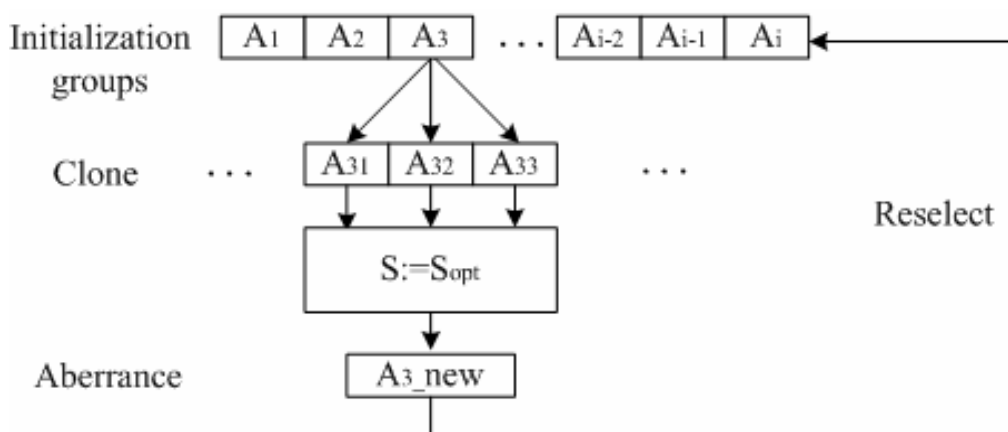 Initialization groups
A1 A2 A3 ... Ai-2 Ai-1 Ai
Clone ... A31 A32 A33 ...
Reselect
S:=Sopt
Aberrance A3_new